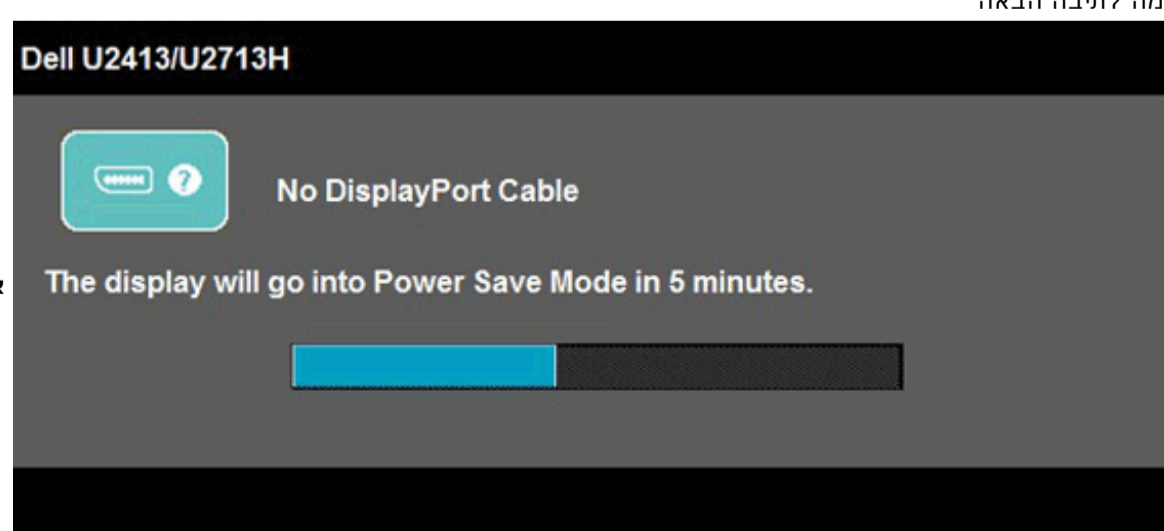 Dell U2413/U2713H
No DisplayPort Cable
The display will go into Power Save Mode in 5 minutes.